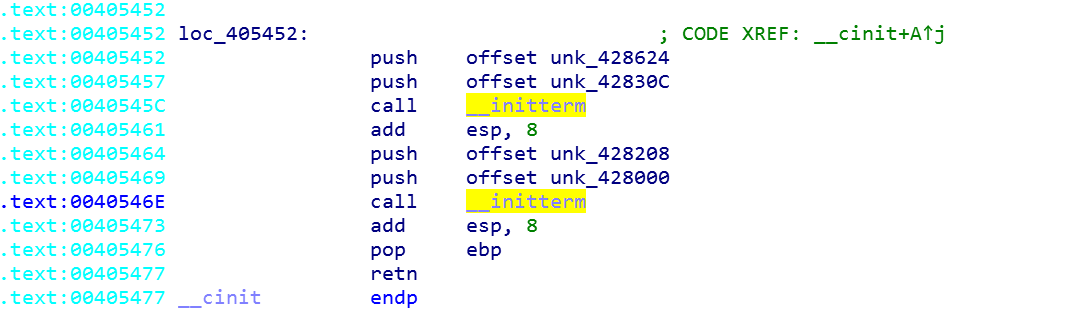 .text:00405452
.text:00405452 loc_405452: ; CODE XREF: __cinit+A↑j
.text:00405452 push offset unk_428624
.text:00405457 push offset unk_42830C
.text:0040545C call __initterm
.text:00405461 add esp, 8
.text:00405464 push offset unk_428208
.text:00405469 push offset unk_428000
.text:0040546E call __initterm
.text:00405473 add esp, 8
.text:00405476 pop ebp
.text:00405477 retn
.text:00405477 __cinit endp